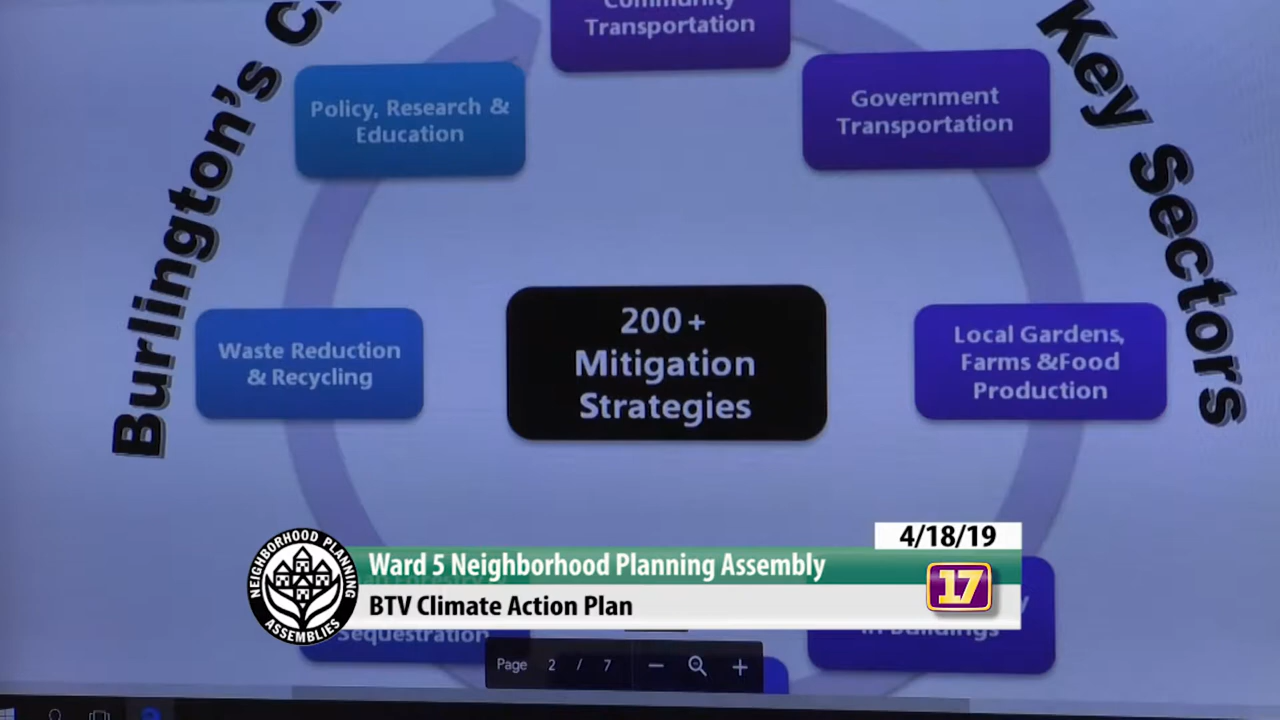 Community
Transportation
Burlington's
Key Sectors
Policy, Research &
Education
Government
Transportation
Waste Reduction
& Recycling
200+
Mitigation
Strategies
Local Gardens,
Farms &Food
Production
4/18/19
NEIGHBORHOOD PLANNING
ASSEMBLIES
Ward 5 Neighborhood Planning Assembly
BTV Climate Action Plan
17
Sequestration
in Buildings
Page 2 / 7